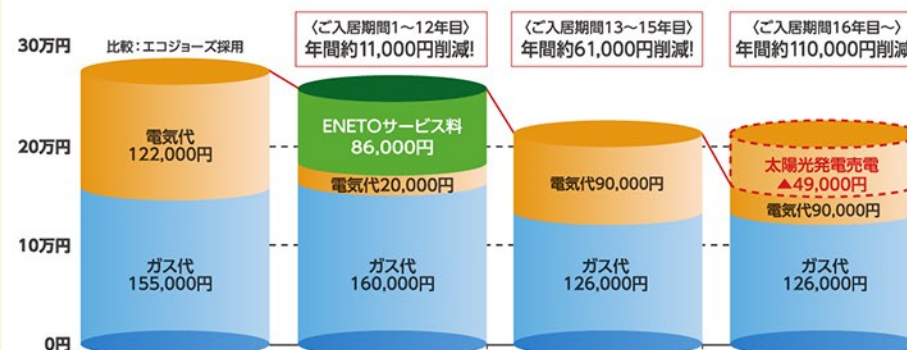 〈ご入居期間1〜12年目〉
年間約11,000円削減!
〈ご入居期間13〜15年目〉
年間約61,000円削減!
〈ご入居期間16年目〜〉
年間約110,000円削減
30万円
比較：エコジョーズ採用
20万円
10万円
0円
電気代
122,000円
ガス代
155,000円
ENETOサービス料
86,000円
電気代20,000円
ガス代
160,000円
電気代90,000円
ガス代
126,000円
太陽光発電売電
▲49,000円
電気代90,000円
ガス代
126,000円